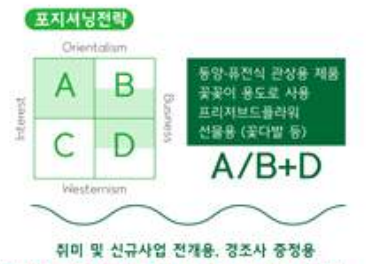 포지셔닝전략
Orientalism
Interest
A B
C D
Business
Westernism
동양·퓨전식 관상용 제품
꽃꽂이 용도로 사용
프리저브드플라워
선물용 (꽃다발 등)
A/B+D
취미 및 신규사업 전개용, 경조사 증정용